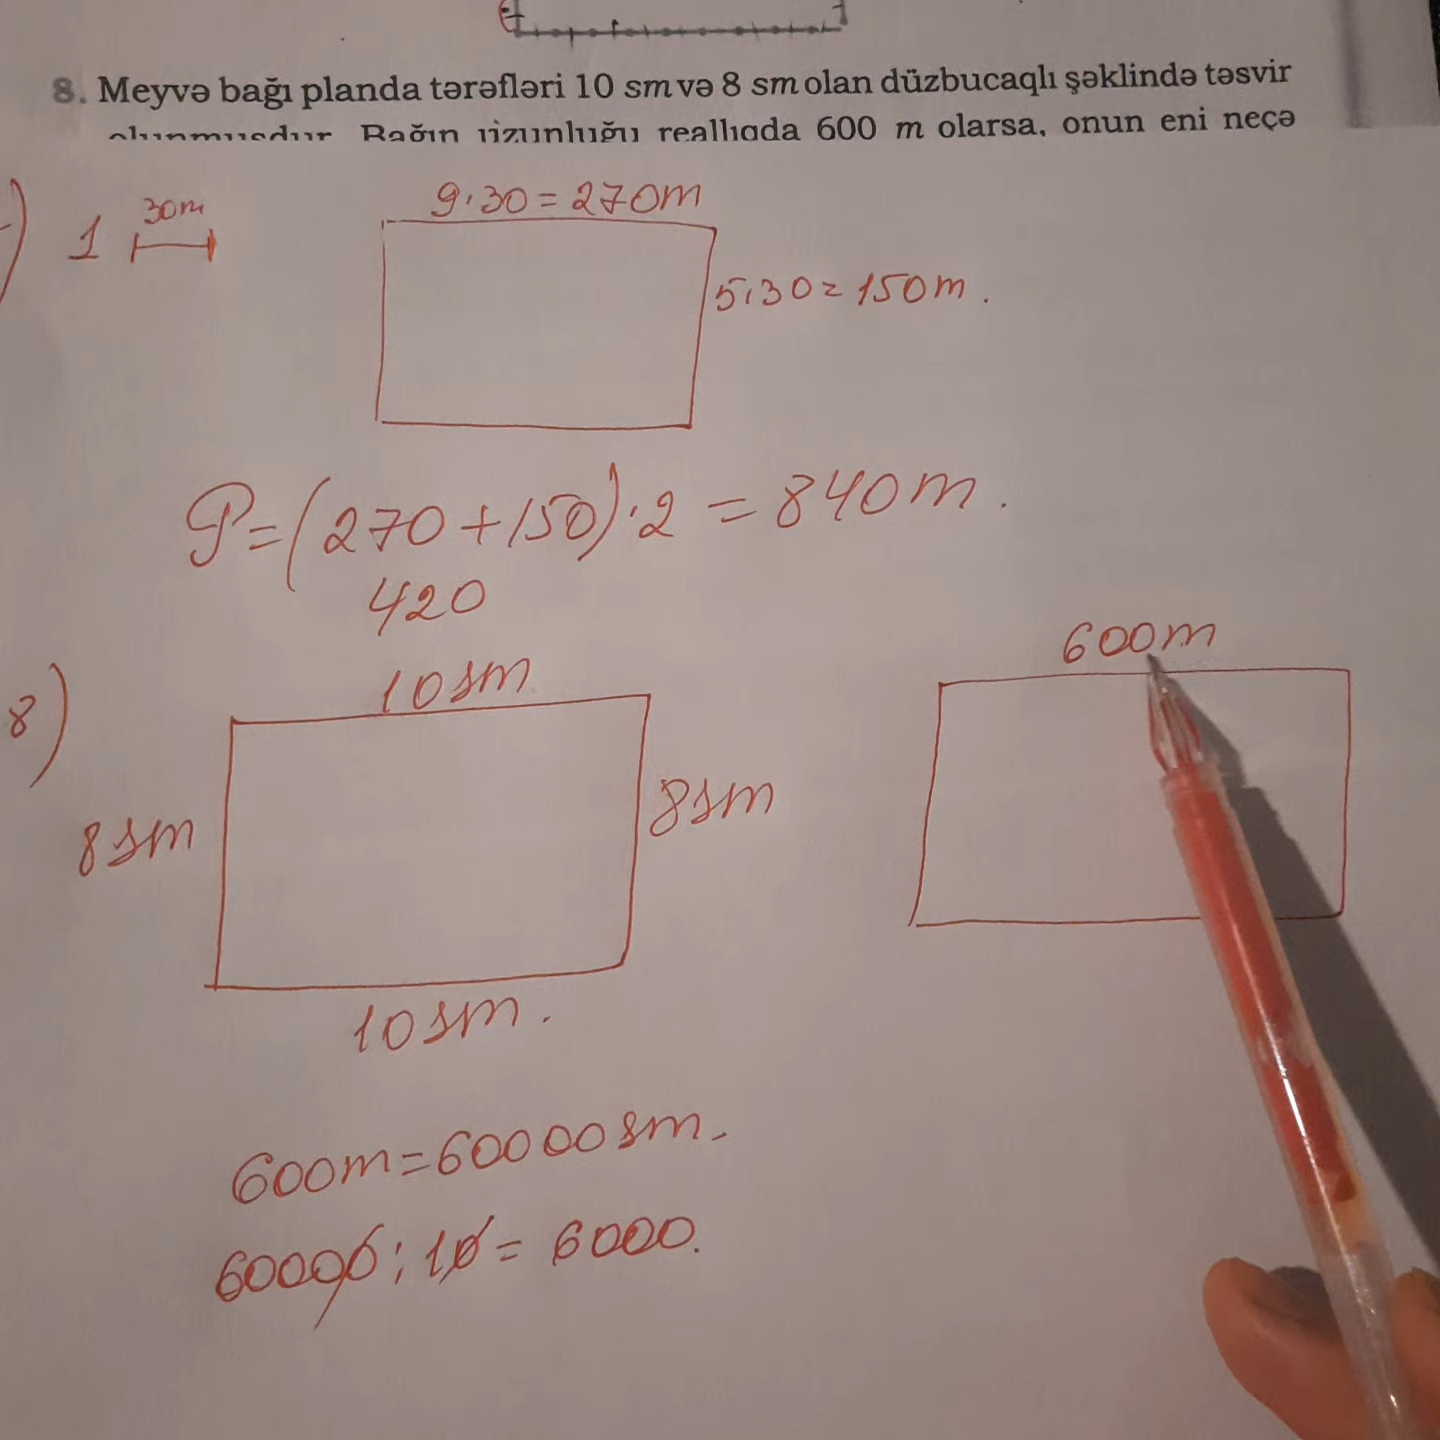 8. Meyvə bağı planda tərəfləri 10 sm və 8 sm olan düzbucaqlı şəklində təsvir
olunmuşdur. Bağın uzunluğu reallıqda 600 m olarsa, onun eni neçə
1 30m
9·30=270m
5·30=150m.
P=(270+150)·2=840m.
420
8)
10sm
8sm
8sm
10sm.
600m
600m=60000sm.
60000:10=6000.